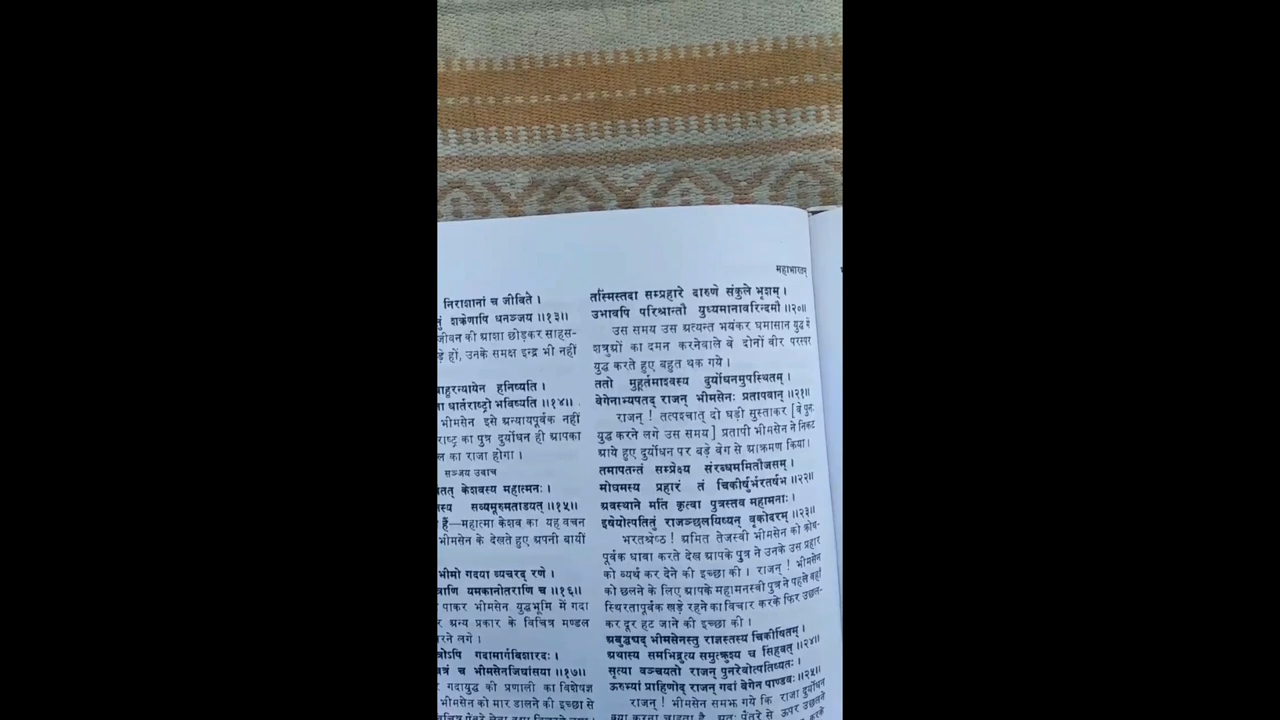 महाभारतम्
निराशानां च जीविते ।
शक्रेणापि धनञ्जय ॥१३॥
जीवन की आशा छोड़कर साहस-
हों, उनके समक्ष इन्द्र भी नहीं
हनिष्यति ।
धार्तराष्ट्रो भविष्यति ॥१४॥
भीमसेन इसे अन्यायपूर्वक नहीं
का पुत्र दुर्योधन ही आपका
का राजा होगा ।
सञ्जय उवाच
केशवस्य महात्मनः ।
सव्यमूरुमताडयत् ॥१५॥
हैं—महात्मा केशव का यह वचन
भीमसेन के देखते हुए अपनी बायीं
भीमो गदया व्यचरद् रणे ।
यमकानीतराणि च ॥१६॥
पाकर भीमसेन युद्धभूमि में गदा
अन्य प्रकार के विचित्र मण्डल
लगे ।
गदामार्गविशारदः ।
च भीमसेनजिघांसया ॥१७॥
गदायुद्ध की प्रणाली का विशेषज्ञ
भीमसेन को मार डालने की इच्छा से
तस्मिस्तदा सम्प्रहारे दारुणे संकुले भृशम् ।
उभावपि परिश्रान्तौ युध्यमानावरिन्दमौ ॥२०॥
उस समय उस अत्यन्त भयंकर घमासान युद्ध में
शत्रुओं का दमन करनेवाले वे दोनों वीर परस्पर
युद्ध करते हुए बहुत थक गये ।
ततो मुहूर्तमाश्वस्य दुर्योधनमुपस्थितम् ।
वेगेनाभ्यपतद् राजन् भीमसेनः प्रतापवान् ॥२१॥
राजन् ! तत्पश्चात् दो घड़ी सुस्ताकर [वे पुनः
युद्ध करने लगे उस समय] प्रतापी भीमसेन ने निकट
आये हुए दुर्योधन पर बड़े वेग से आक्रमण किया।
तमापतन्तं सम्प्रेक्ष्य संरब्धममितौजसम् ।
मोघमस्य प्रहारं तं चिकीर्षुर्भरतर्षभ ॥२२॥
अवस्थाने मतिं कृत्वा पुत्रस्तव महामनाः ।
इयेषोत्पतितुं राजञ्छलयिष्यन् वृकोदरम् ॥२३॥
भरतश्रेष्ठ ! अमित तेजस्वी भीमसेन को क्रोध-
पूर्वक धावा करते देख आपके पुत्र ने उनके उस प्रहार
को व्यर्थ कर देने की इच्छा की । राजन् ! भीमसेन
को छलने के लिए आपके महामनस्वी पुत्र ने पहले वहाँ
स्थिरतापूर्वक खड़े रहने का विचार करके फिर उछल-
कर दूर हट जाने की इच्छा की ।
अबुद्ध्यद् भीमसेनस्तु राज्ञस्तस्य चिकीर्षितम् ।
अथास्य समभिद्रुत्य समुत्क्रुश्य च सिंहवत् ॥२४॥
सृत्या वञ्चयतो राजन् पुनरेवोत्पतिष्यतः ।
ऊरुभ्यां प्राहिणोद् राजन् गदां वेगेन पाण्डवः ॥२५॥
राजन् ! भीमसेन समझ गये कि राजा दुर्योधन
क्या करना चाहता है, अतः पैंतरे से ऊपर उछलने